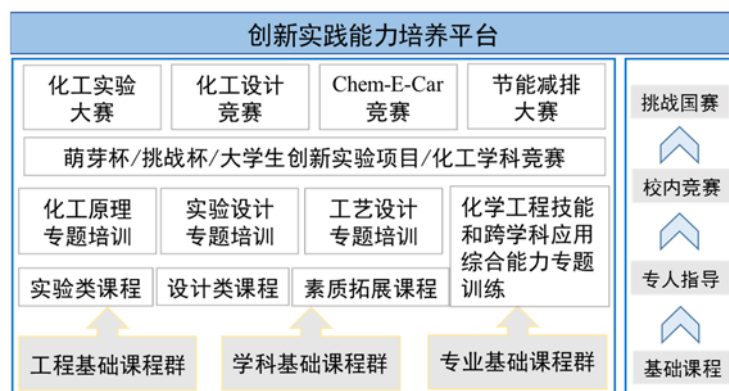 创新实践能力培养平台
化工实验
大赛
化工设计
竞赛
Chem-E-Car
竞赛
节能减排
大赛
萌芽杯/挑战杯/大学生创新实验项目/化工学科竞赛
化工原理
专题培训
实验设计
专题培训
工艺设计
专题培训
化学工程技能
和跨学科应用
综合能力专题
训练
实验类课程
设计类课程
素质拓展课程
工程基础课程群
学科基础课程群
专业基础课程群
挑战国赛
校内竞赛
专人指导
基础课程